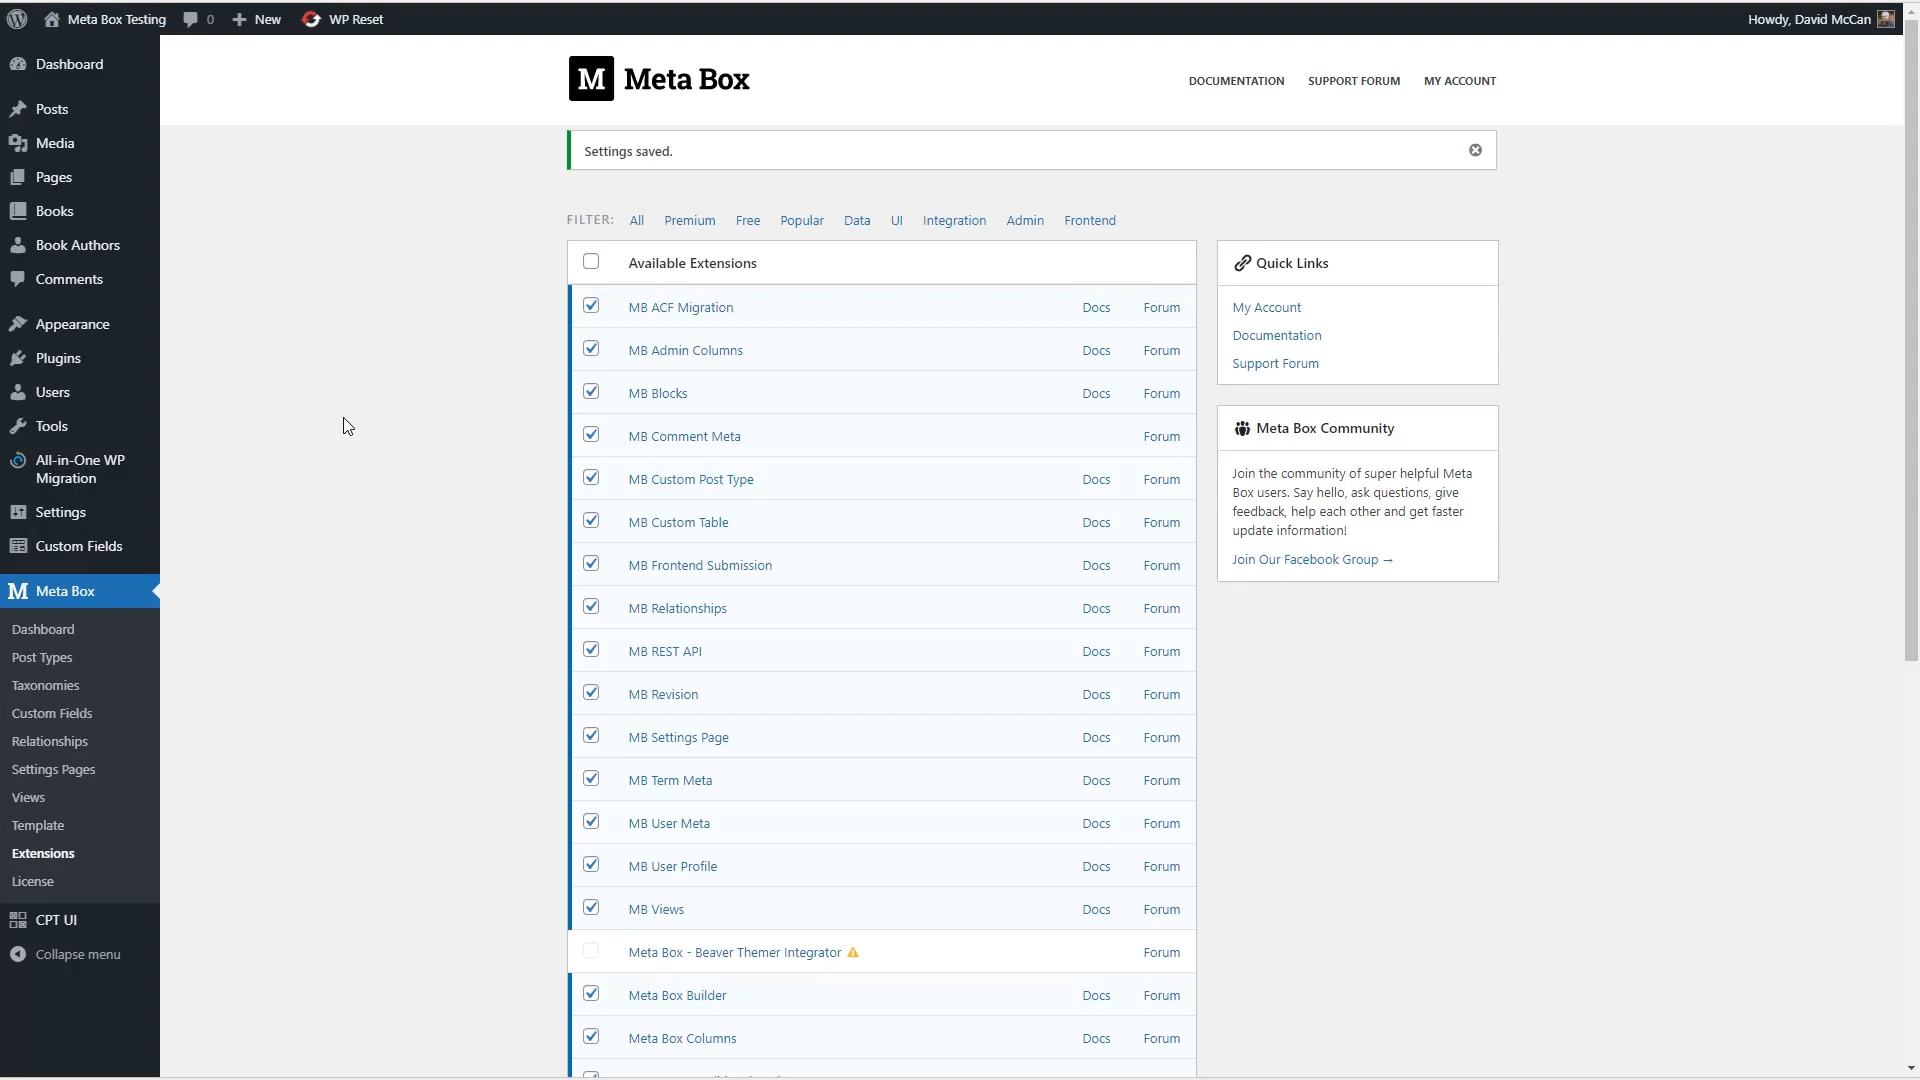 Meta Box Testing 0 New WP Reset Howdy, David McCan
Dashboard
Posts
Media
Pages
Books
Book Authors
Comments
Appearance
Plugins
Users
Tools
All-in-One WP
Migration
Settings
Custom Fields
M Meta Box
Dashboard
Post Types
Taxonomies
Custom Fields
Relationships
Settings Pages
Views
Template
Extensions
License
CPT UI
Collapse menu
M Meta Box
DOCUMENTATION SUPPORT FORUM MY ACCOUNT
Settings saved.
FILTER: All Premium Free Popular Data UI Integration Admin Frontend
Available Extensions
MB ACF Migration Docs Forum
MB Admin Columns Docs Forum
MB Blocks Docs Forum
MB Comment Meta Forum
MB Custom Post Type Docs Forum
MB Custom Table Docs Forum
MB Frontend Submission Docs Forum
MB Relationships Docs Forum
MB REST API Docs Forum
MB Revision Docs Forum
MB Settings Page Docs Forum
MB Term Meta Docs Forum
MB User Meta Docs Forum
MB User Profile Docs Forum
MB Views Docs Forum
Meta Box - Beaver Themer Integrator Forum
Meta Box Builder Docs Forum
Meta Box Columns Docs Forum
Quick Links
My Account
Documentation
Support Forum
Meta Box Community
Join the community of super helpful Meta
Box users. Say hello, ask questions, give
feedback, help each other and get faster
update information!
Join Our Facebook Group →